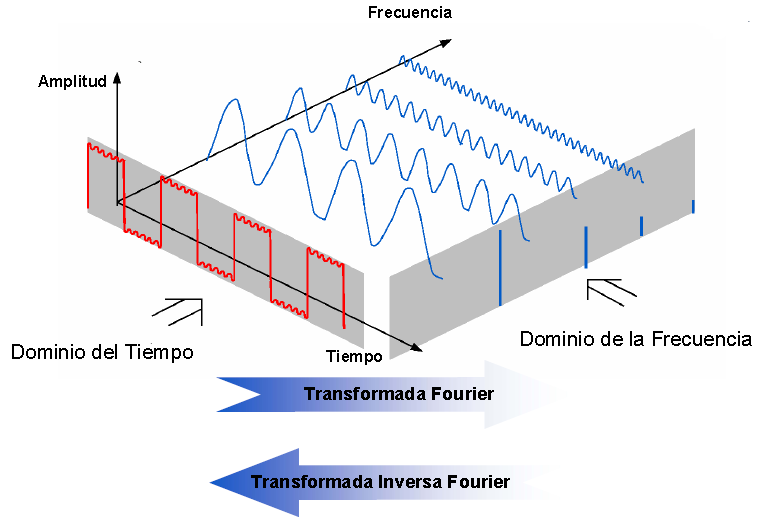 Frecuencia
Amplitud
Tiempo
Dominio del Tiempo
Dominio de la Frecuencia
Transformada Fourier
Transformada Inversa Fourier